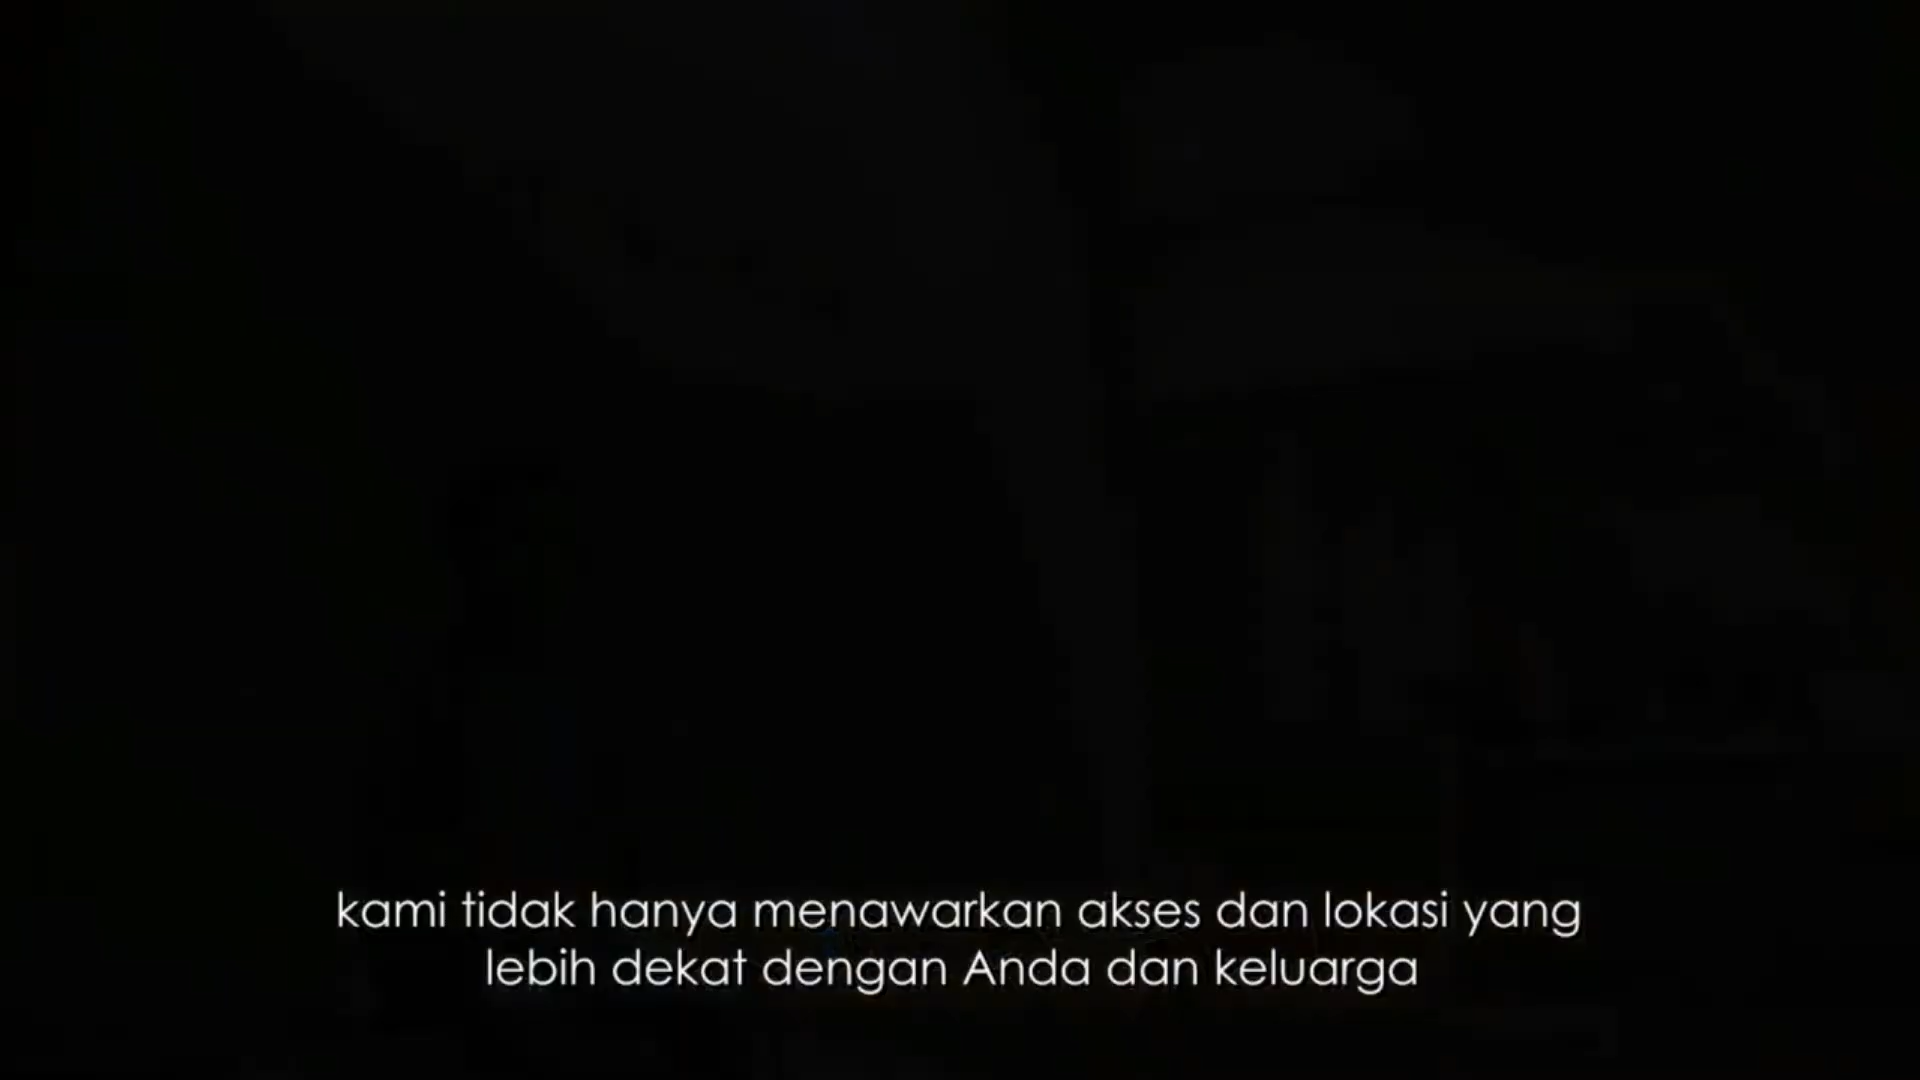 kami tidak hanya menawarkan akses dan lokasi yang
lebih dekat dengan Anda dan keluarga